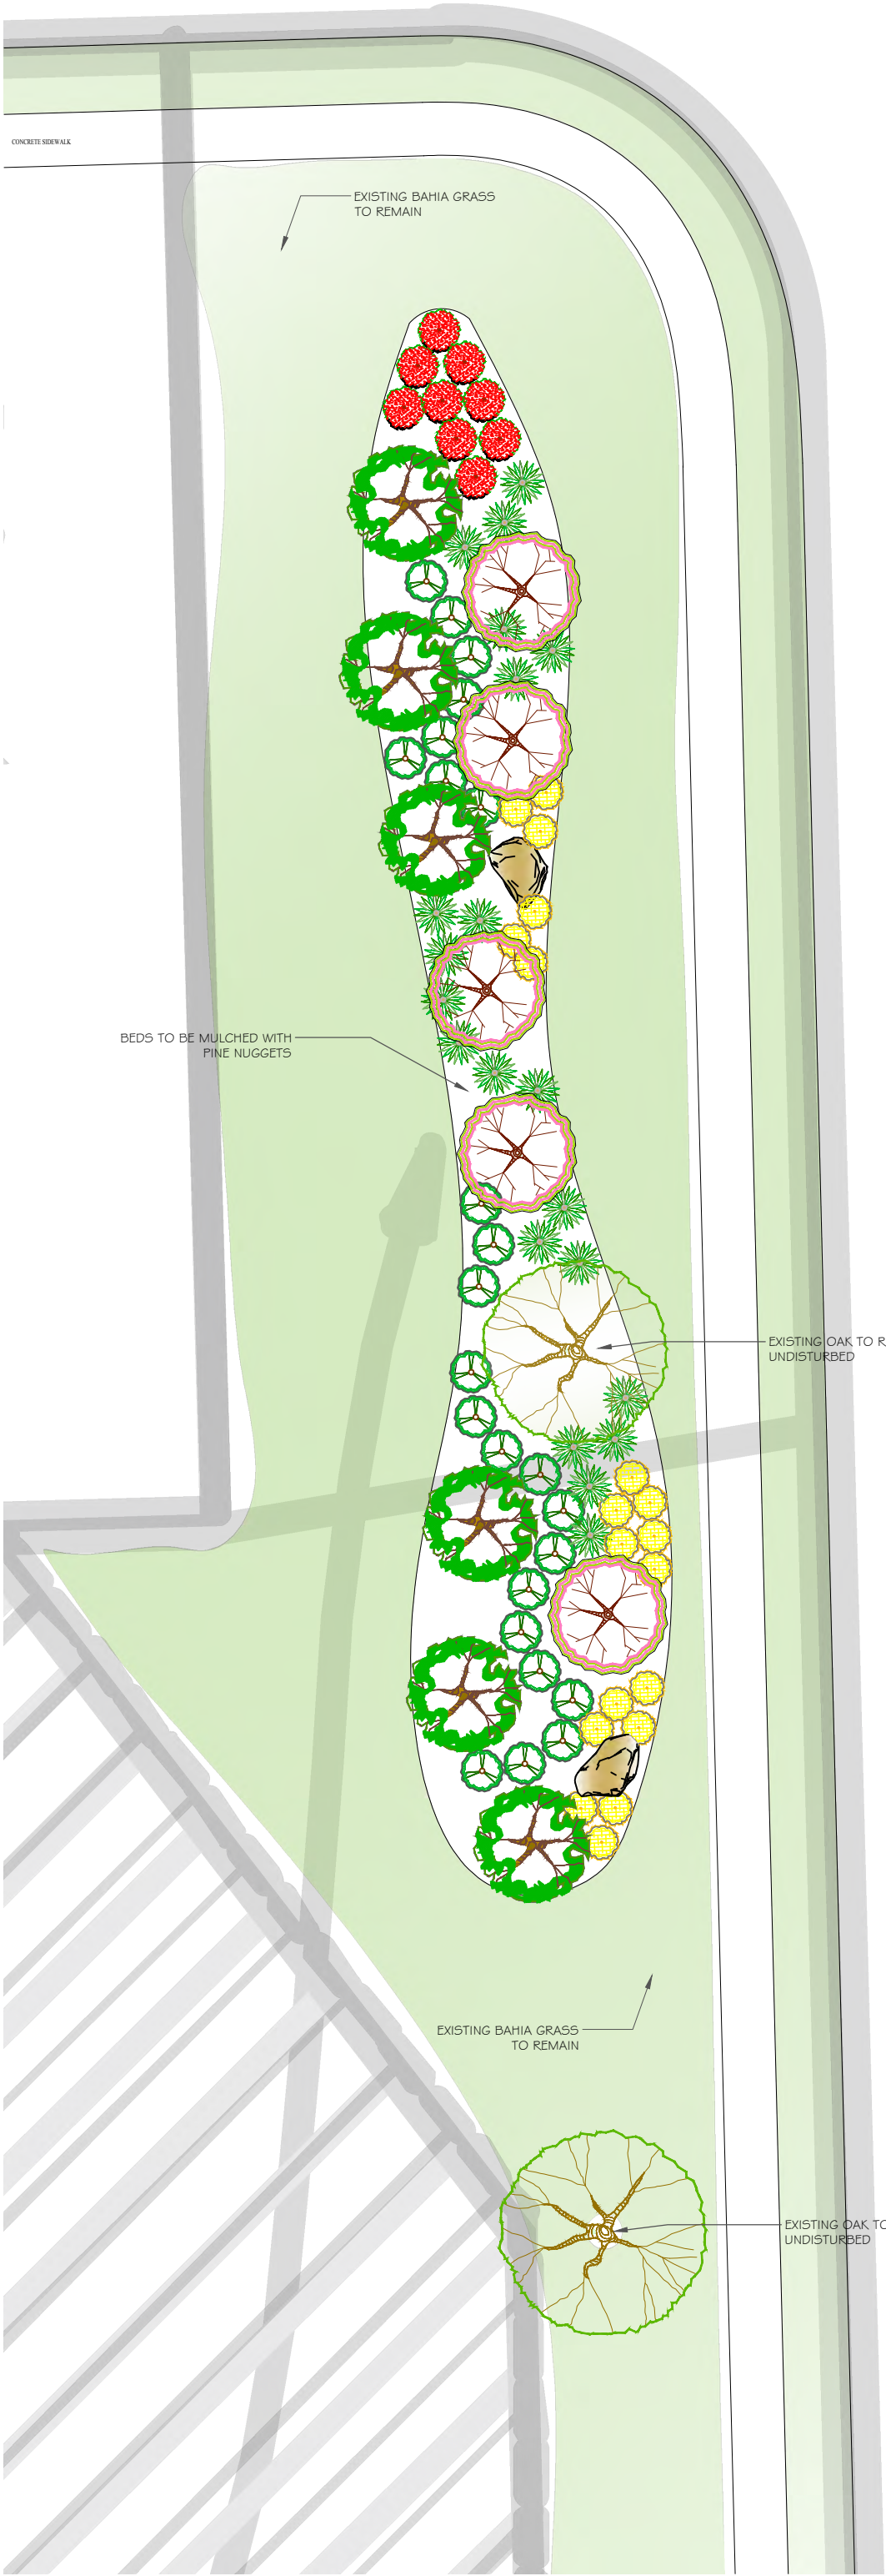 CONCRETE SIDEWALK
EXISTING BAHIA GRASS
TO REMAIN
BEDS TO BE MULCHED WITH
PINE NUGGETS
EXISTING OAK TO R
UNDISTURBED
EXISTING BAHIA GRASS
TO REMAIN
EXISTING OAK TO
UNDISTURBED